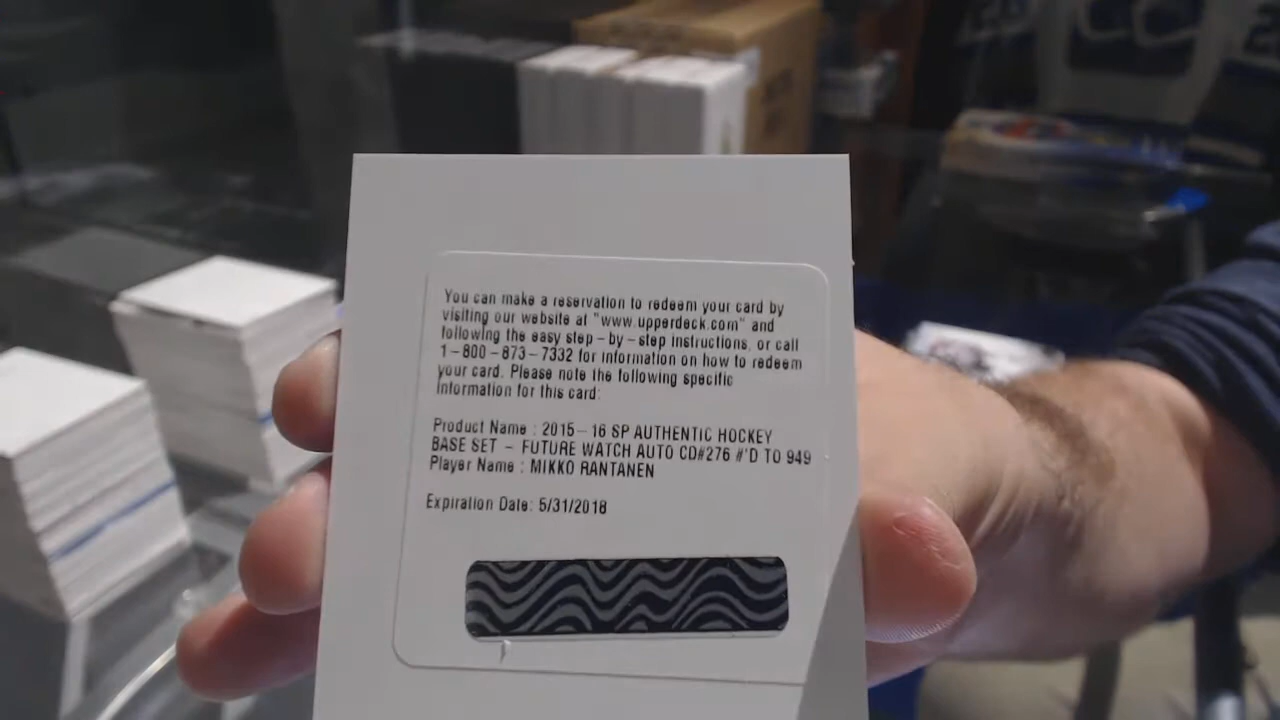 You can make a reservation to redeem your card by
visiting our website at "www.upperdeck.com" and
following the easy step-by-step instructions, or call
1-800-873-7332 for information on how to redeem
your card. Please note the following specific
information for this card:
Product Name : 2015-16 SP AUTHENTIC HOCKEY
BASE SET - FUTURE WATCH AUTO CD#276 #'D TO 949
Player Name : MIKKO RANTANEN
Expiration Date: 5/31/2018